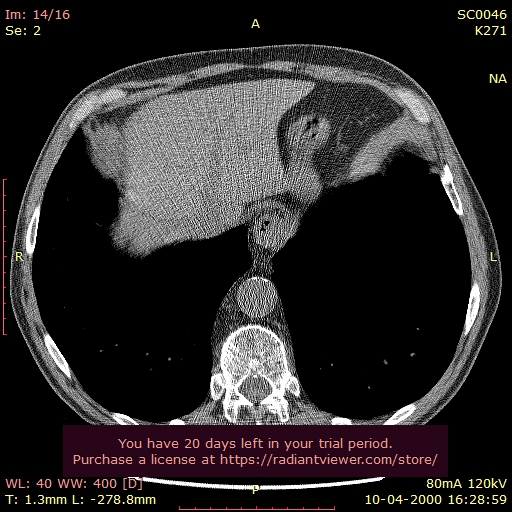 Im: 14/16
Se: 2
A
SC0046
K271
NA
R
L
You have 20 days left in your trial period.
Purchase a license at https://radiantviewer.com/store/
WL: 40 WW: 400 [D]
T: 1.3mm L: -278.8mm
P
80mA 120kV
10-04-2000 16:28:59